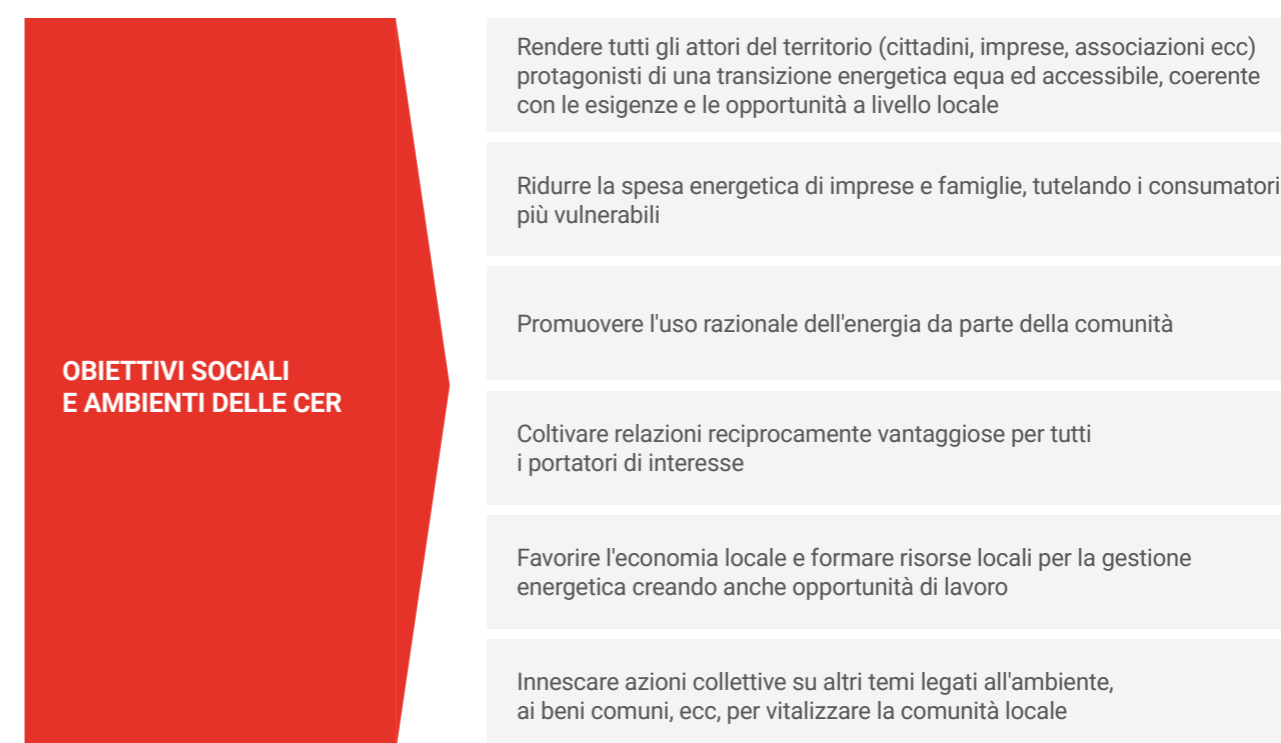 OBIETTIVI SOCIALI
E AMBIENTI DELLE CER
Rendere tutti gli attori del territorio (cittadini, imprese, associazioni ecc)
protagonisti di una transizione energetica equa ed accessibile, coerente
con le esigenze e le opportunità a livello locale
Ridurre la spesa energetica di imprese e famiglie, tutelando i consumatori
più vulnerabili
Promuovere l'uso razionale dell'energia da parte della comunità
Coltivare relazioni reciprocamente vantaggiose per tutti
i portatori di interesse
Favorire l'economia locale e formare risorse locali per la gestione
energetica creando anche opportunità di lavoro
Innescare azioni collettive su altri temi legati all'ambiente,
ai beni comuni, ecc, per vitalizzare la comunità locale